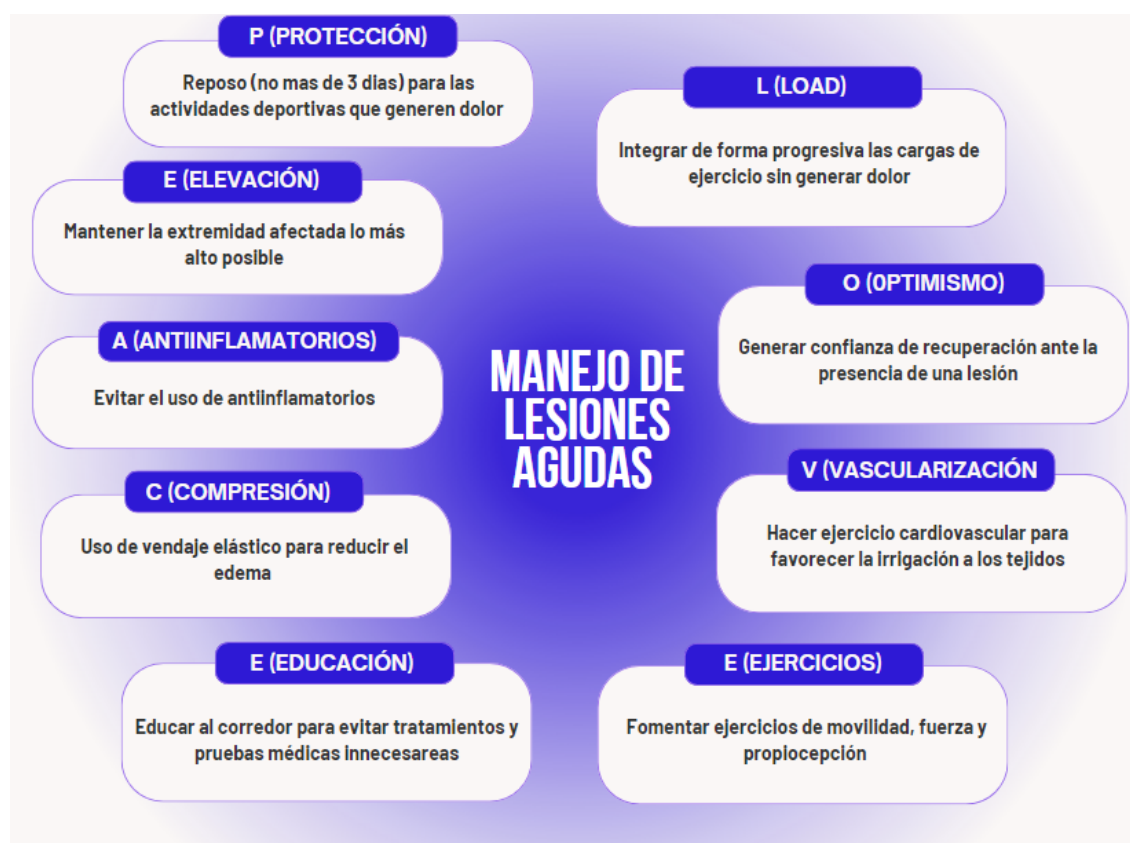 P (PROTECCIÓN)
Reposo (no mas de 3 dias) para las
actividades deportivas que generen dolor
E (ELEVACIÓN)
Mantener la extremidad afectada lo más
alto posible
A (ANTIINFLAMATORIOS)
Evitar el uso de antiinflamatorios
C (COMPRESIÓN)
Uso de vendaje elástico para reducir el
edema
E (EDUCACIÓN)
Educar al corredor para evitar tratamientos y
pruebas médicas innecesareas
MANEJO DE
LESIONES
AGUDAS
L (LOAD)
Integrar de forma progresiva las cargas de
ejercicio sin generar dolor
O (0PTIMISMO)
Generar confianza de recuperación ante la
presencia de una lesión
V (VASCULARIZACIÓN
Hacer ejercicio cardiovascular para
favorecer la irrigación a los tejidos
E (EJERCICIOS)
Fomentar ejercicios de movilidad, fuerza y
propiocepción